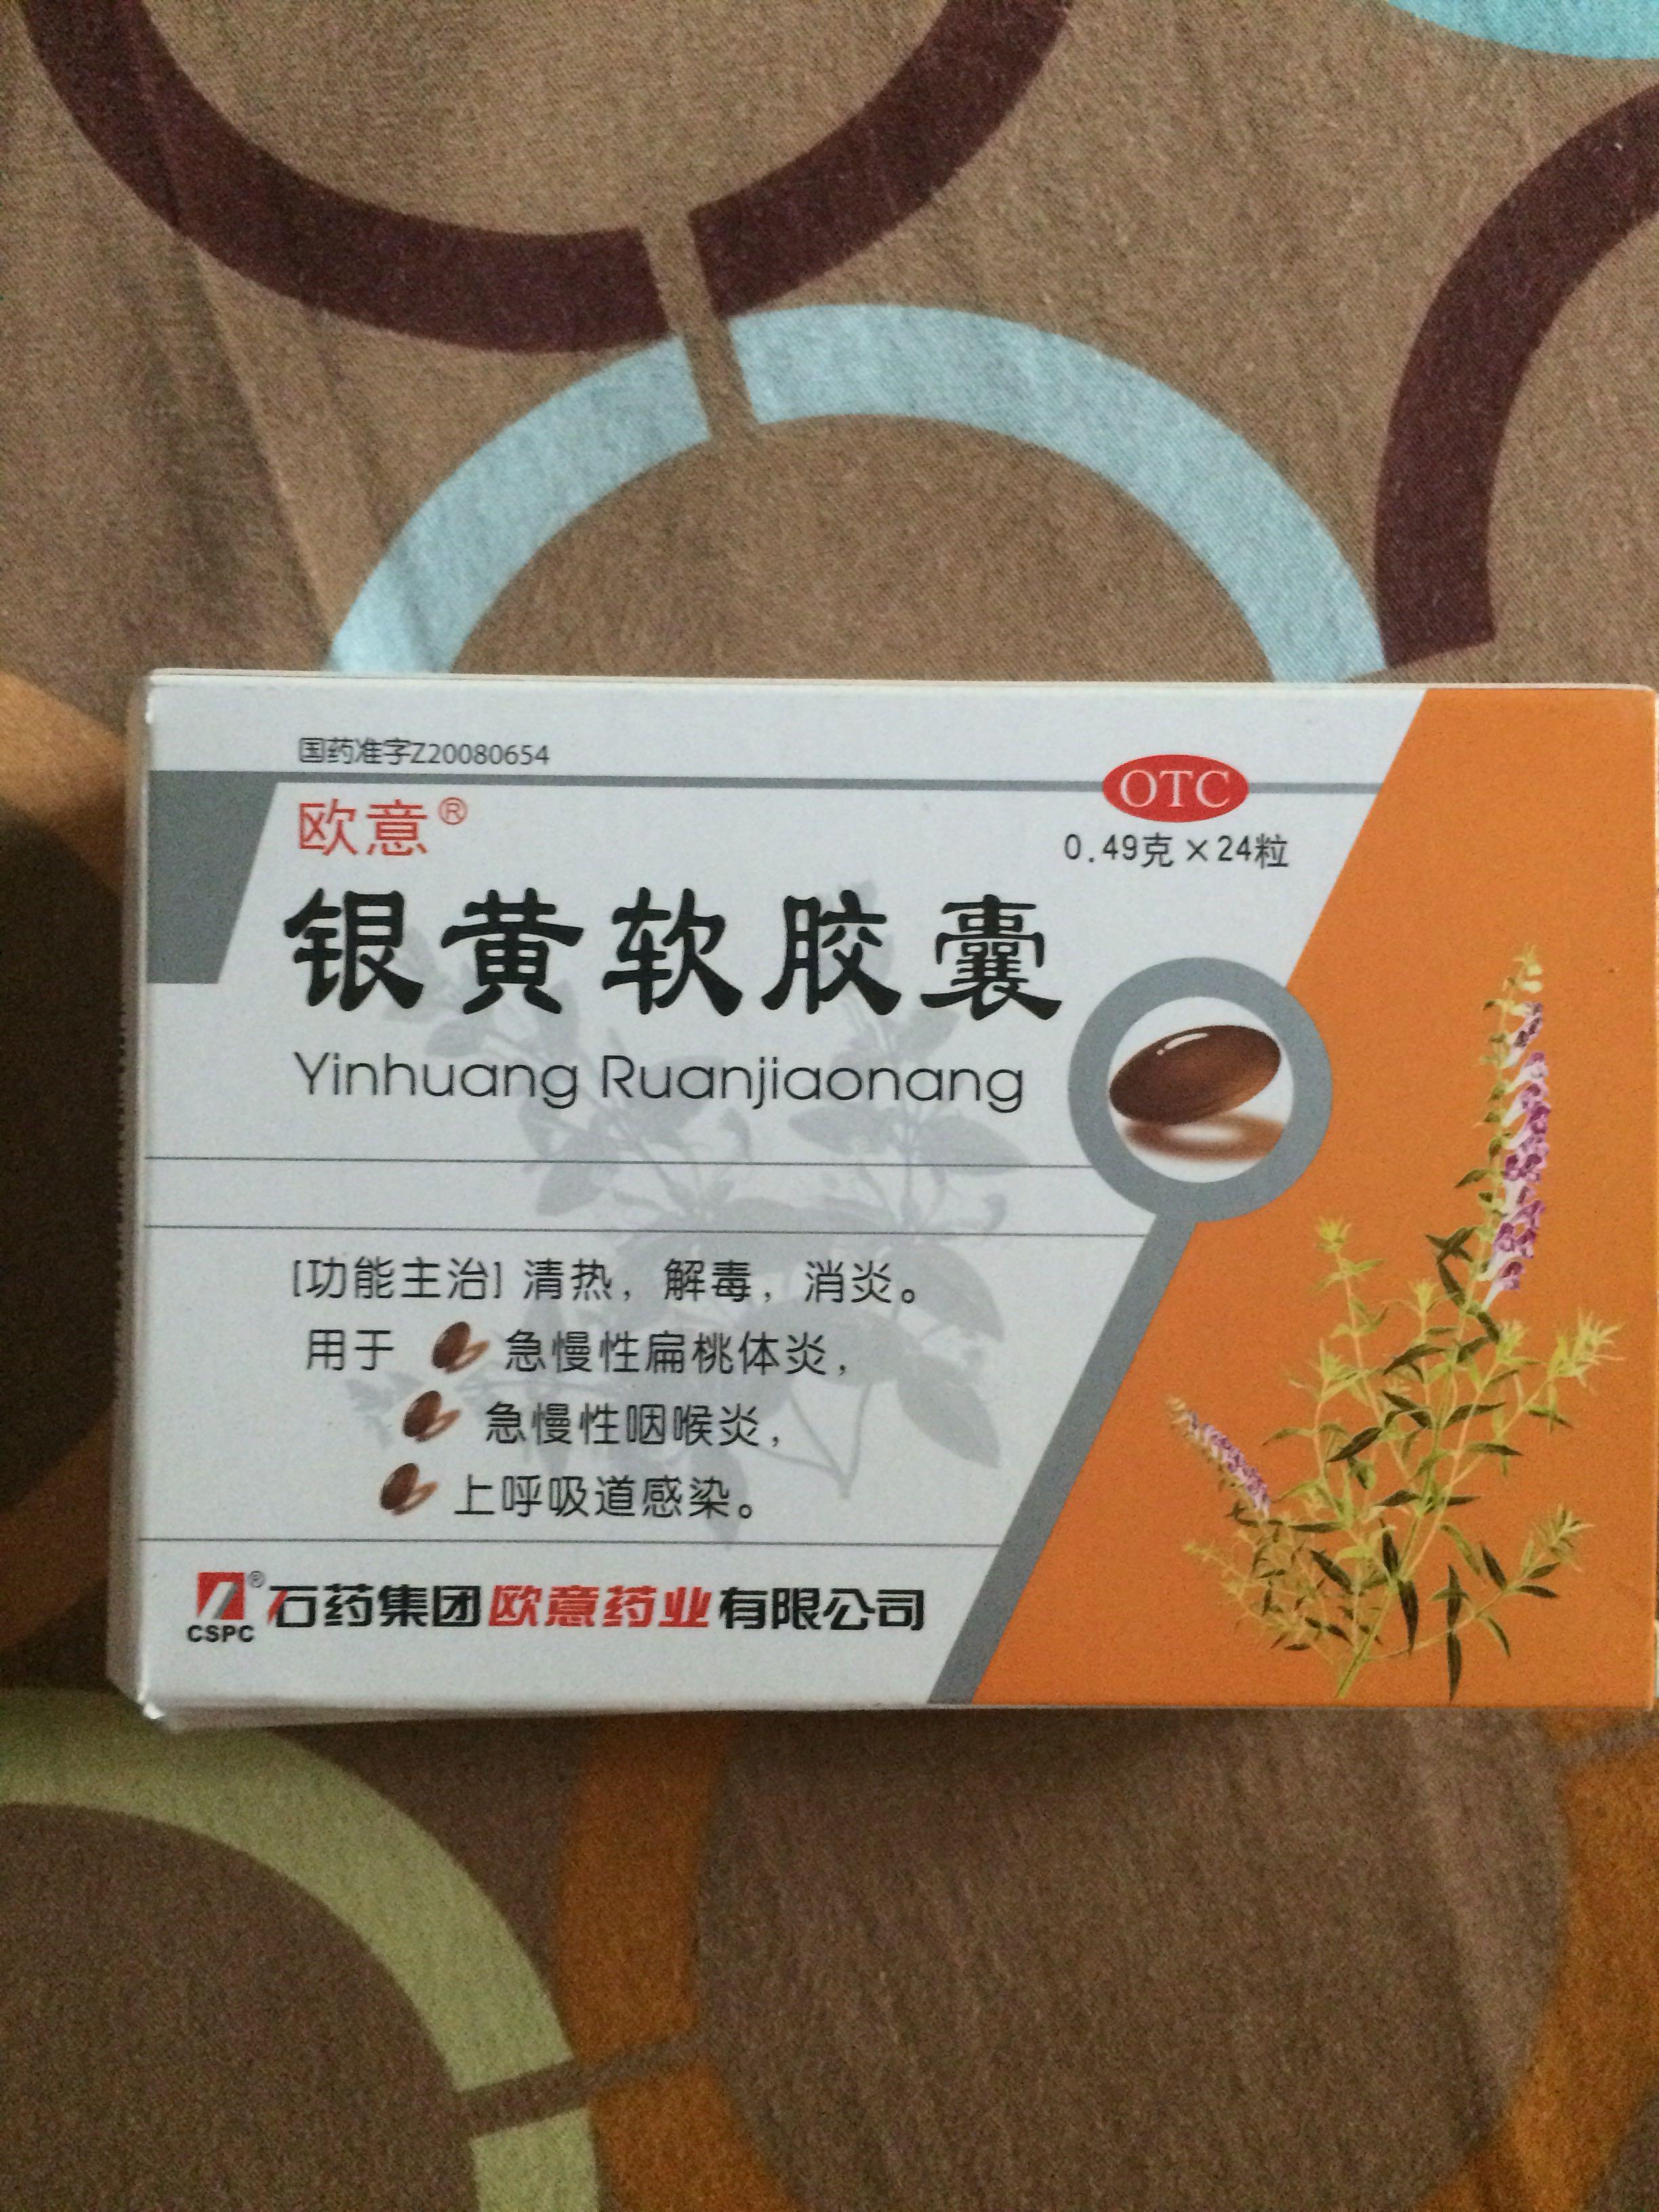 国药准字Z20080654
OTC
欧意®
0.49克×24粒
银黄软胶囊
Yinhuang Ruanjiaonang
[功能主治] 清热，解毒，消炎。
用于 急慢性扁桃体炎，
急慢性咽喉炎，
上呼吸道感染。
® 石药集团欧意药业有限公司
CSPC